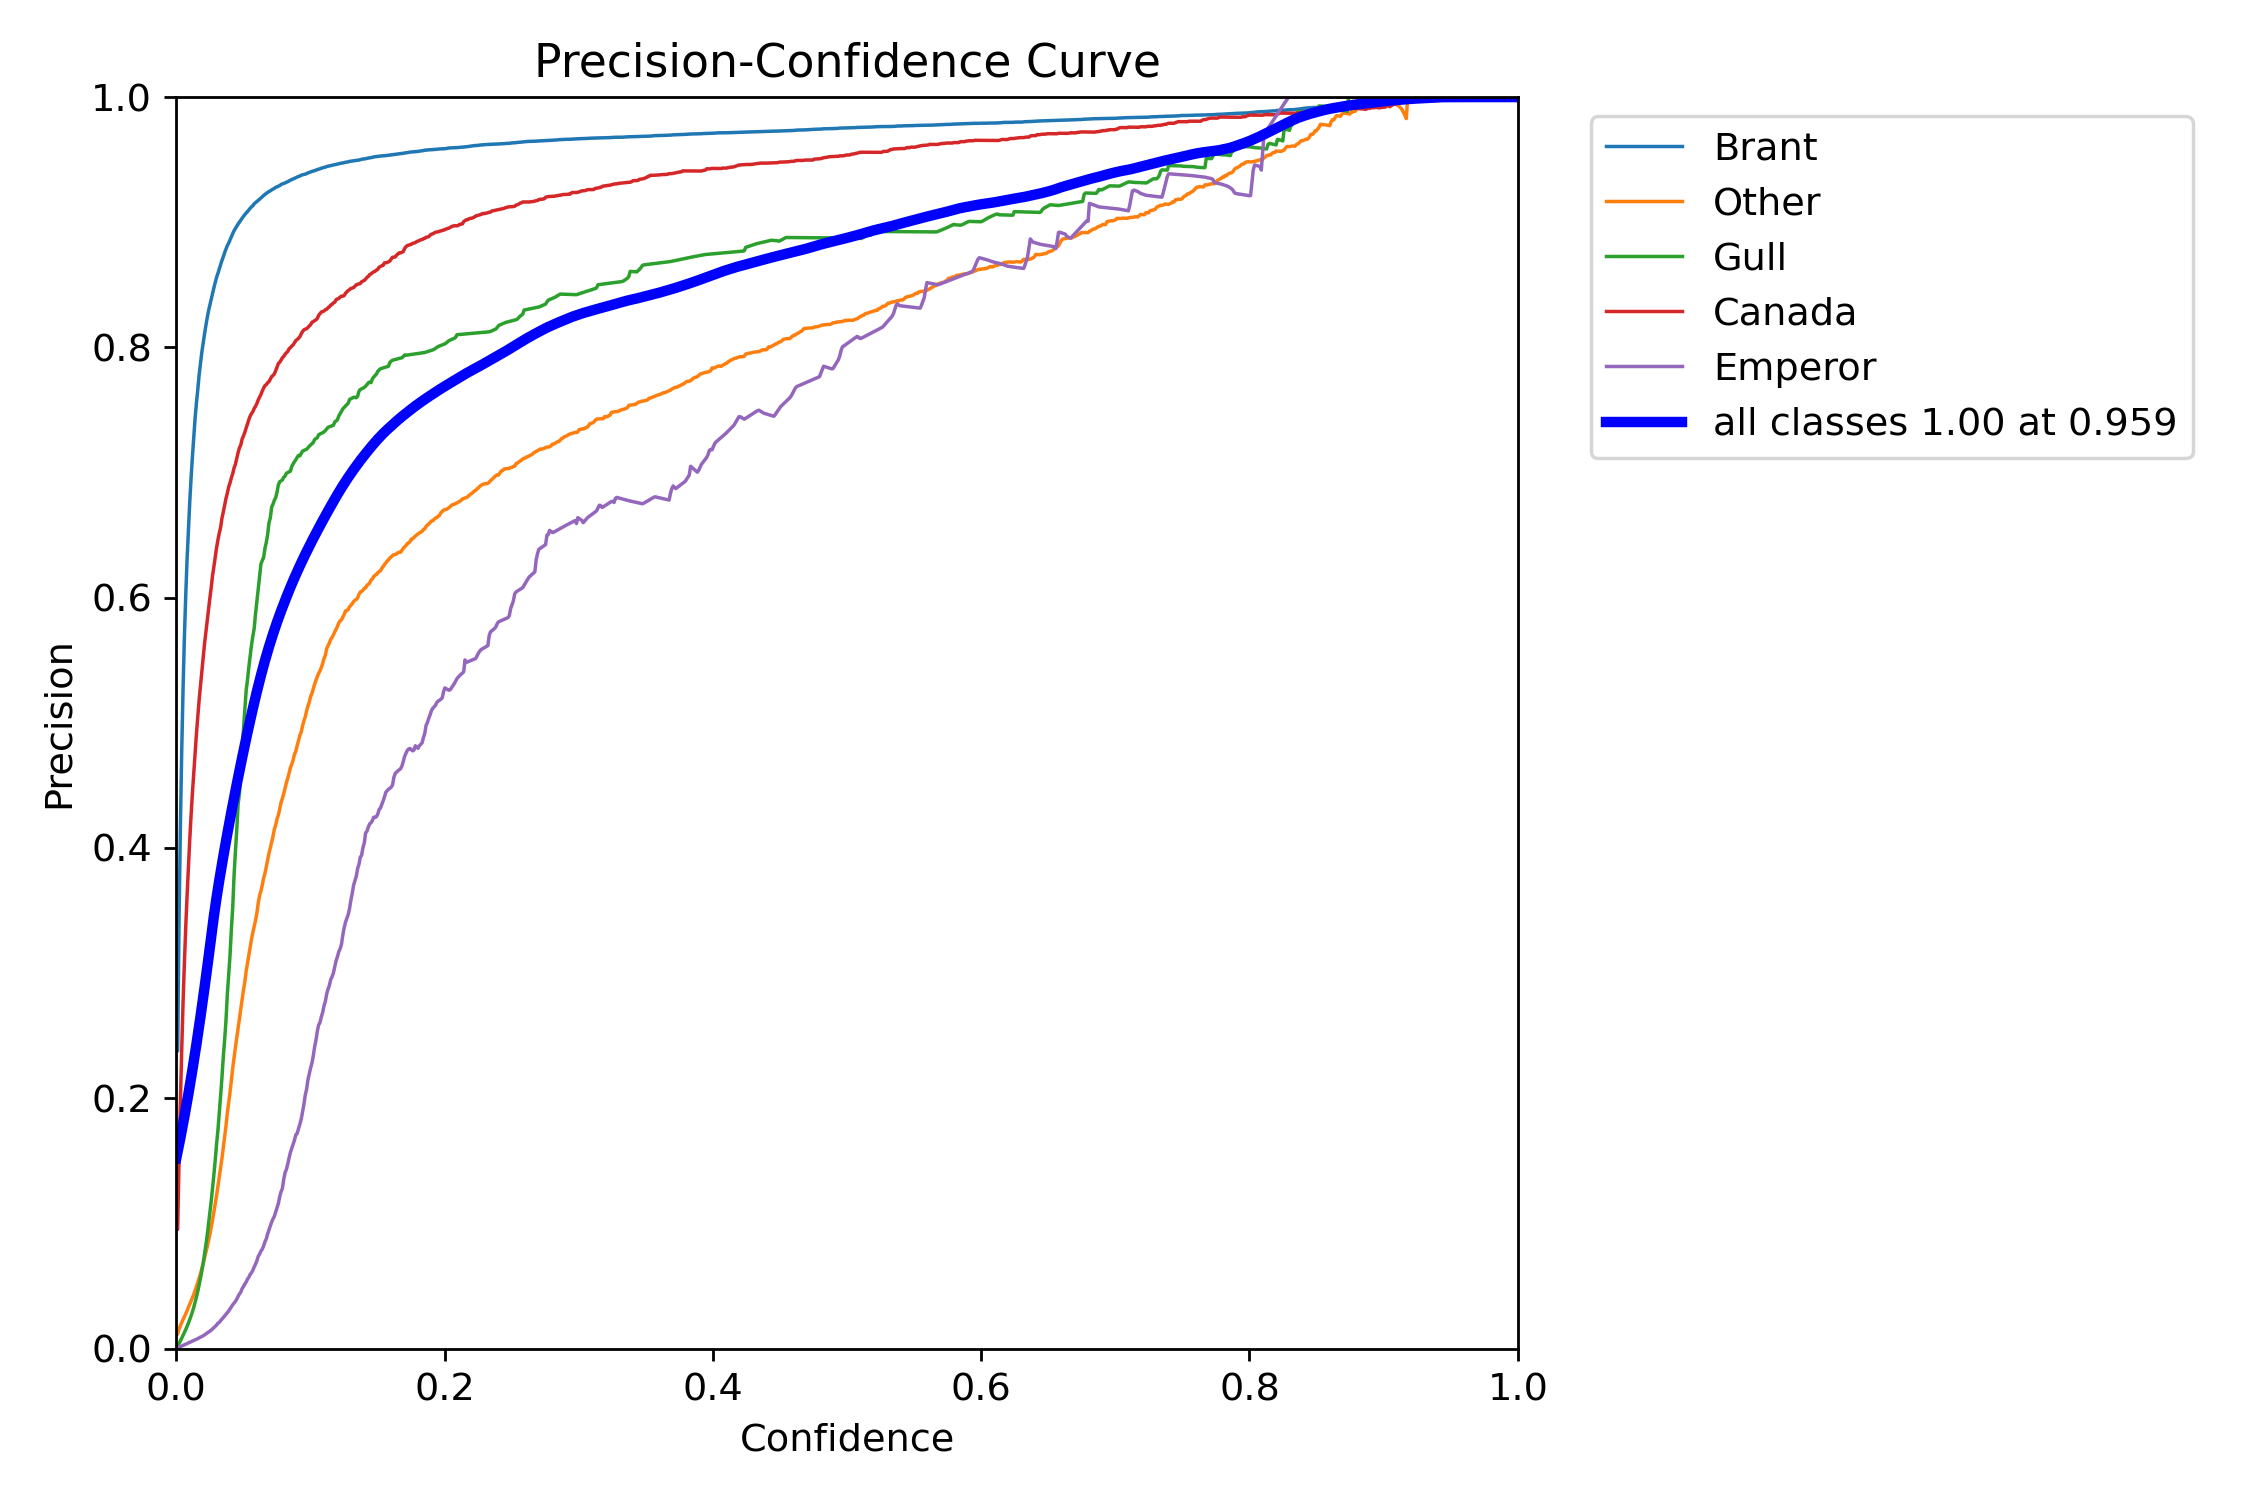 Precision-Confidence Curve
1.0
0.8
0.6
0.4
0.2
0.0
Precision
0.0 0.2 0.4 0.6 0.8 1.0
Confidence
Brant
Other
Gull
Canada
Emperor
all classes 1.00 at 0.959